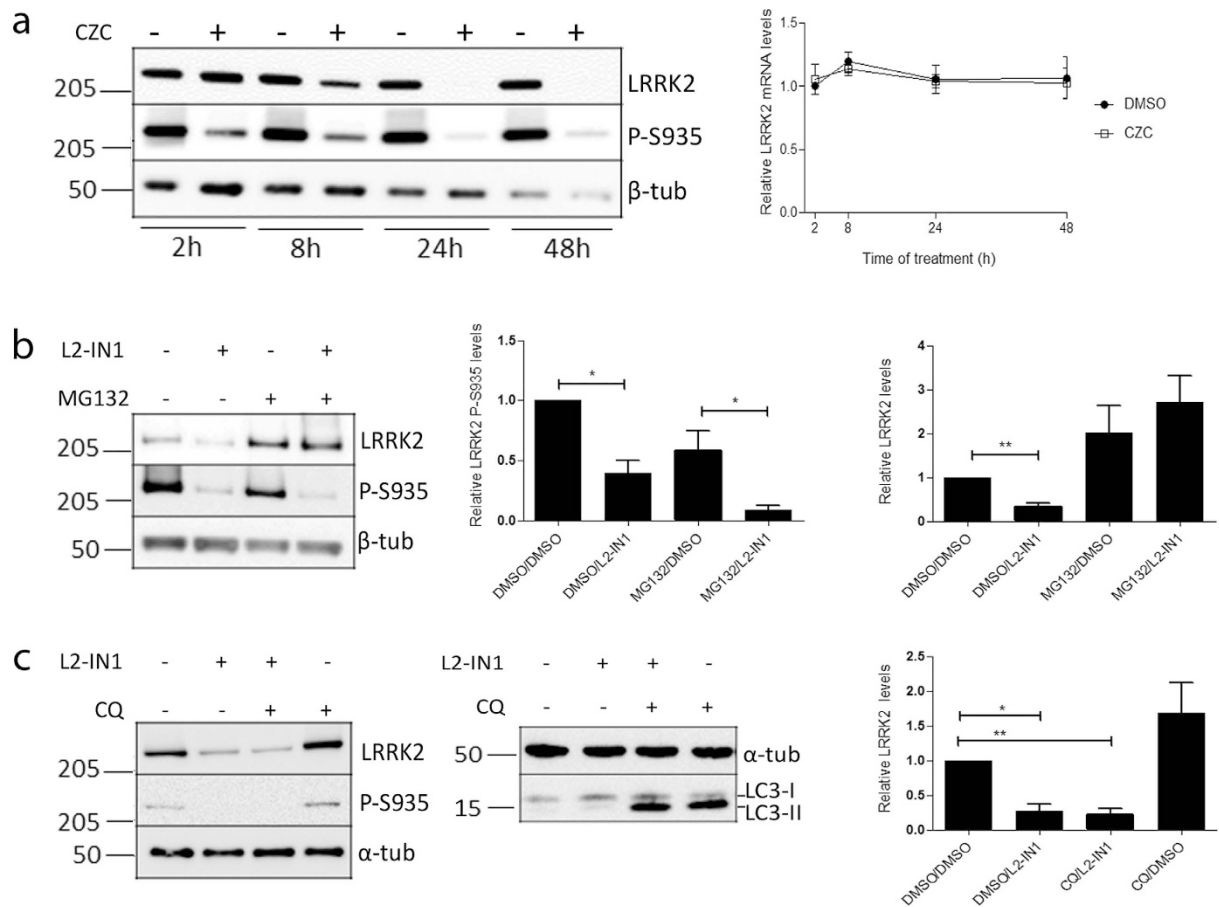 a
CZC - + - + - + - +
205 LRRK2
205 P-S935
50 β-tub
2h 8h 24h 48h
Relative LRRK2 mRNA levels
1.5
1.0
0.5
0.0
2 8 24 48
Time of treatment (h)
DMSO
CZC
b
L2-IN1 - + - +
MG132 - - + +
205 LRRK2
205 P-S935
50 β-tub
Relative LRRK2 P-S935 levels
1.5
1.0
0.5
0.0
* *
DMSO/DMSO DMSO/L2-IN1 MG132/DMSO MG132/L2-IN1
Relative LRRK2 levels
4
3
2
1
0
**
DMSO/DMSO DMSO/L2-IN1 MG132/DMSO MG132/L2-IN1
c
L2-IN1 - + + -
CQ - - + +
205 LRRK2
205 P-S935
50 α-tub
L2-IN1 - + + -
CQ - - + +
50 α-tub
LC3-I
15 LC3-II
Relative LRRK2 levels
2.5
2.0
1.5
1.0
0.5
0.0
*
**
DMSO/DMSO DMSO/L2-IN1 CQ/L2-IN1 CQ/DMSO